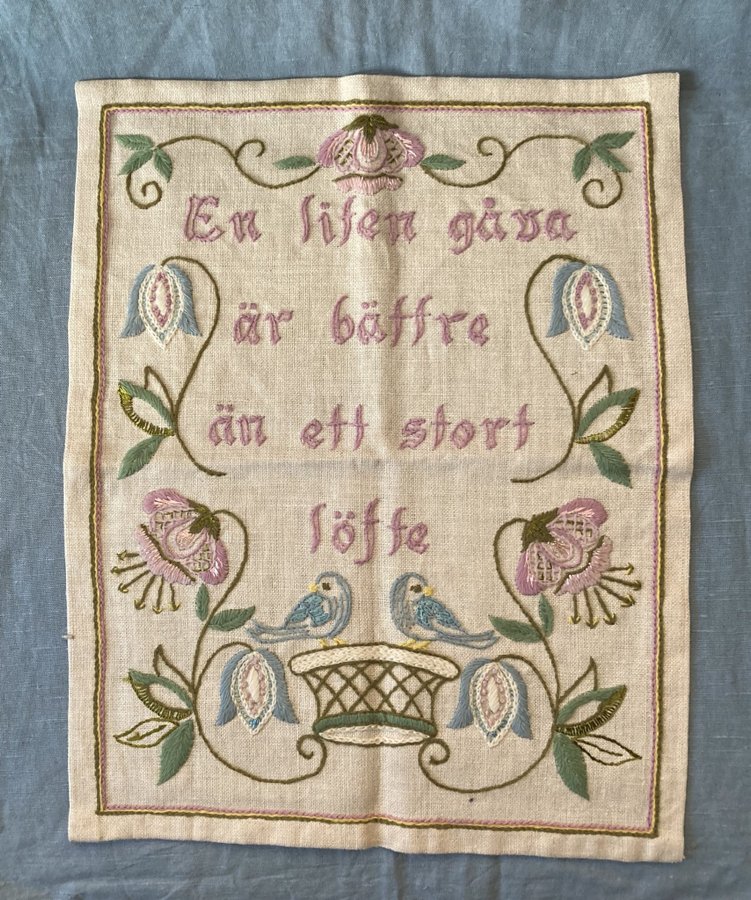 En liten gåva
är bättre
än ett stort
löfte